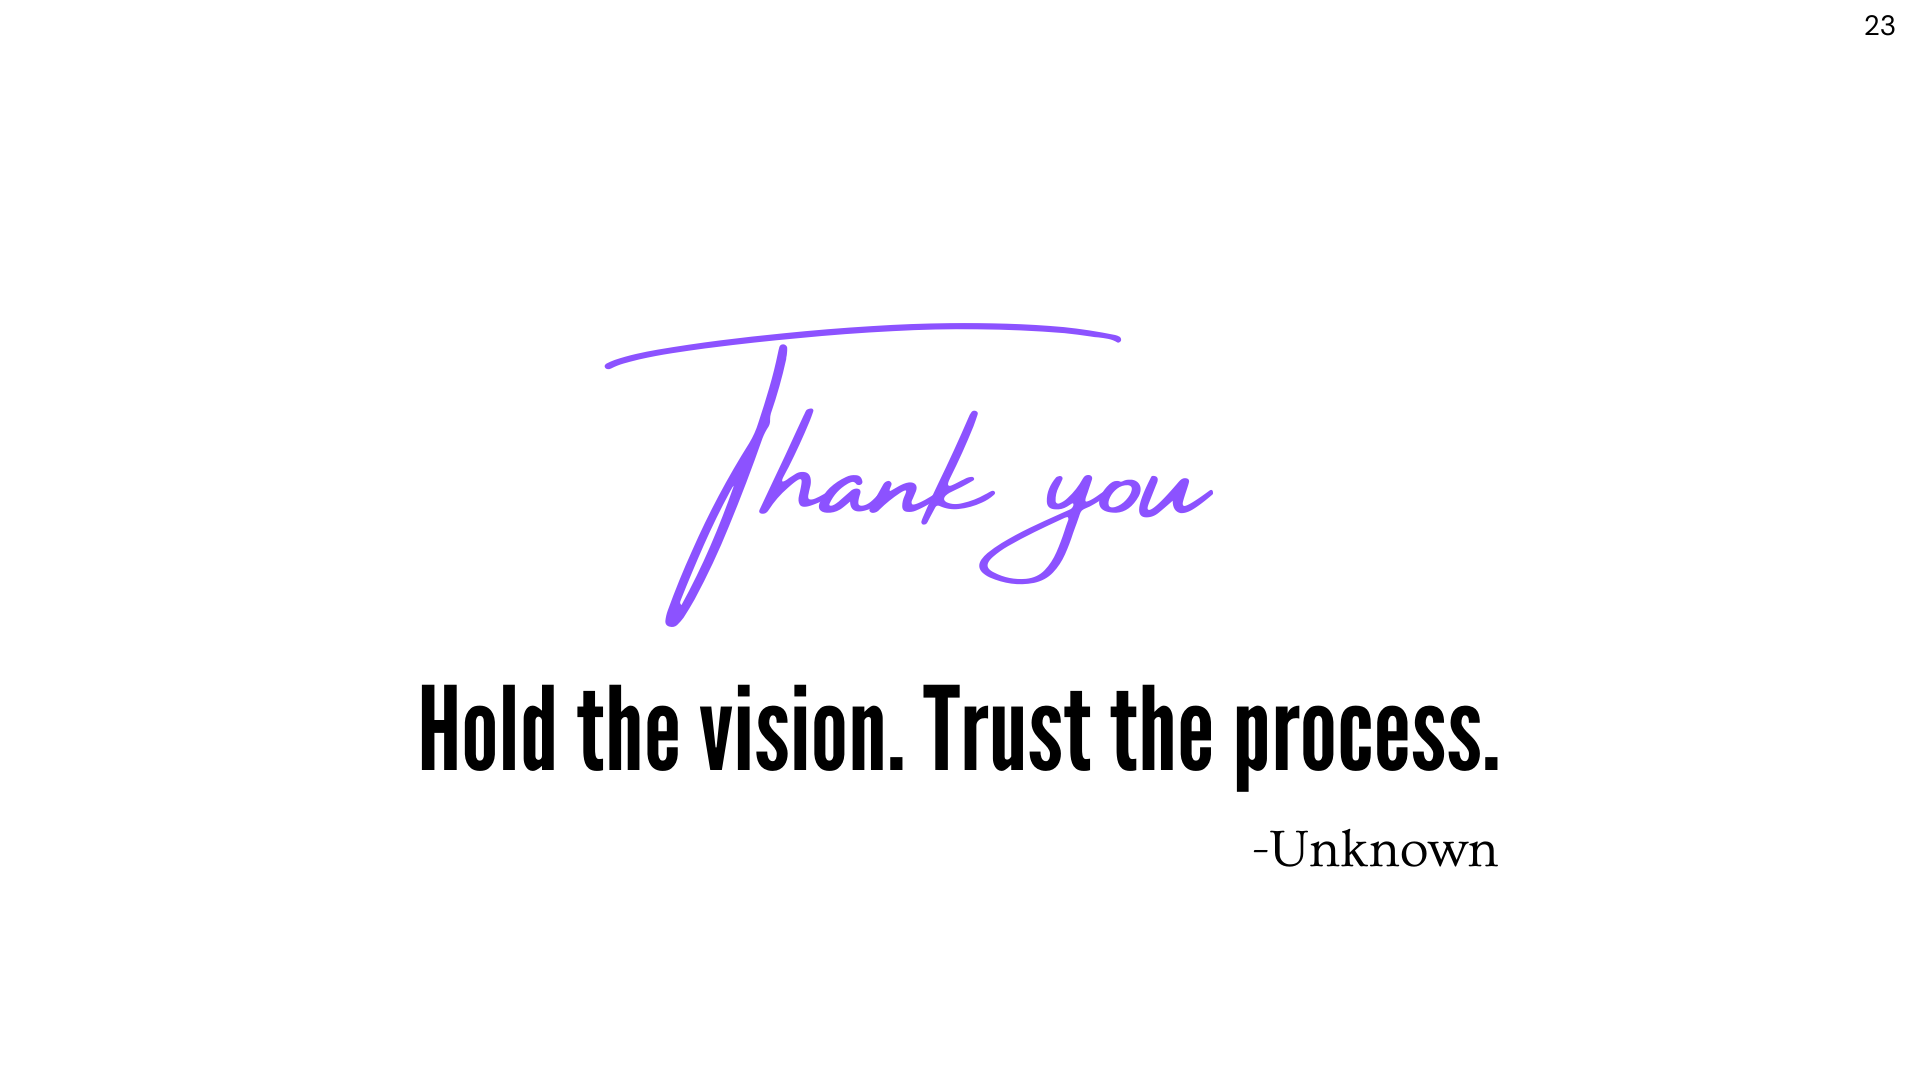 23
Thank you
Hold the vision. Trust the process.
-Unknown